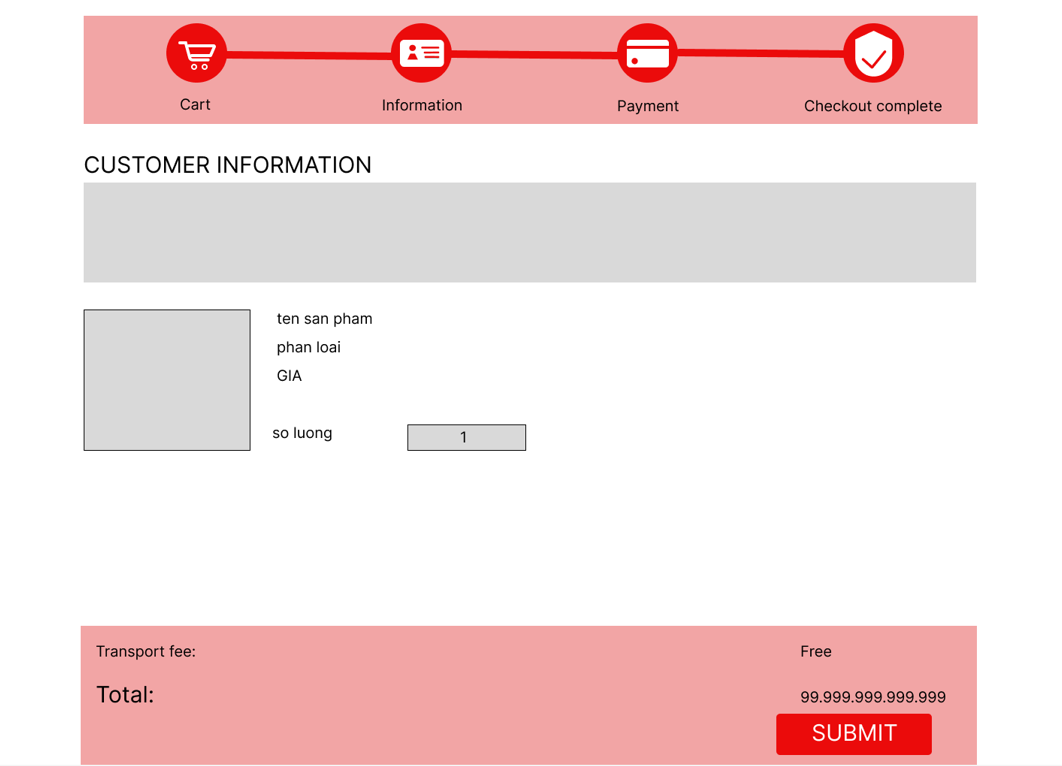 Cart
Information
Payment
Checkout complete
CUSTOMER INFORMATION
ten san pham
phan loai
GIA
so luong
1
Transport fee:
Free
Total:
99.999.999.999.999
SUBMIT